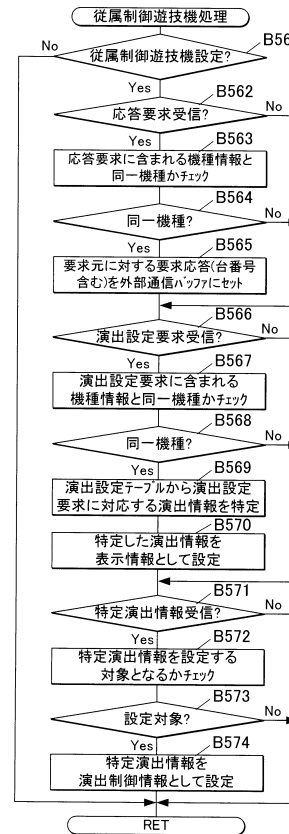 従属制御遊技機処理
B56
No
従属制御遊技機設定?
Yes
B562
応答要求受信?
No
Yes
B563
応答要求に含まれる機種情報と
同一機種かチェック
B564
同一機種?
No
Yes
B565
要求元に対する要求応答(台番号
含む)を外部通信バッファにセット
B566
演出設定要求受信?
No
Yes
B567
演出設定要求に含まれる
機種情報と同一機種かチェック
B568
同一機種?
No
Yes
B569
演出設定テーブルから演出設定
要求に対応する演出情報を特定
B570
特定した演出情報を
表示情報として設定
B571
特定演出情報受信?
No
Yes
B572
特定演出情報を設定する
対象となるかチェック
B573
設定対象?
No
Yes
B574
特定演出情報を
演出制御情報として設定
RET